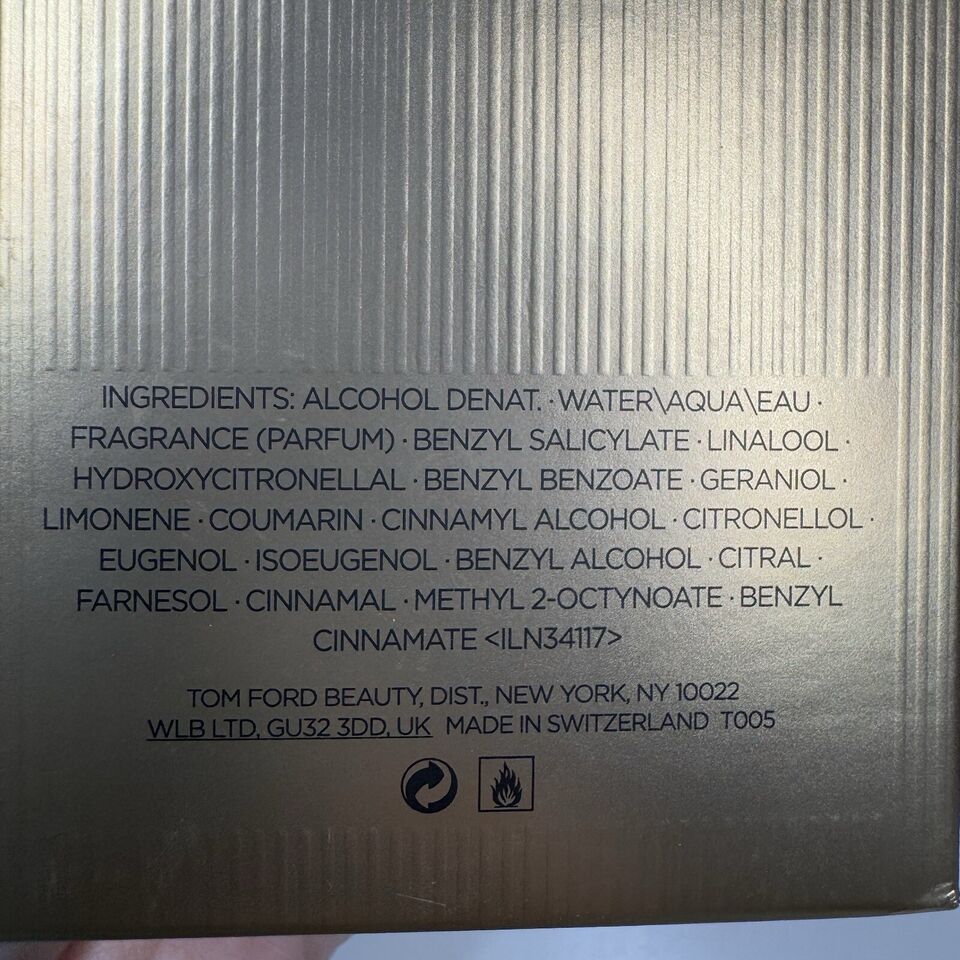 INGREDIENTS: ALCOHOL DENAT. · WATER\AQUA\EAU ·
FRAGRANCE (PARFUM) · BENZYL SALICYLATE · LINALOOL ·
HYDROXYCITRONELLAL · BENZYL BENZOATE · GERANIOL ·
LIMONENE · COUMARIN · CINNAMYL ALCOHOL · CITRONELLOL ·
EUGENOL · ISOEUGENOL · BENZYL ALCOHOL · CITRAL ·
FARNESOL · CINNAMAL · METHYL 2-OCTYNOATE · BENZYL
CINNAMATE <ILN34117>
TOM FORD BEAUTY, DIST., NEW YORK, NY 10022
WLB LTD, GU32 3DD, UK MADE IN SWITZERLAND T005